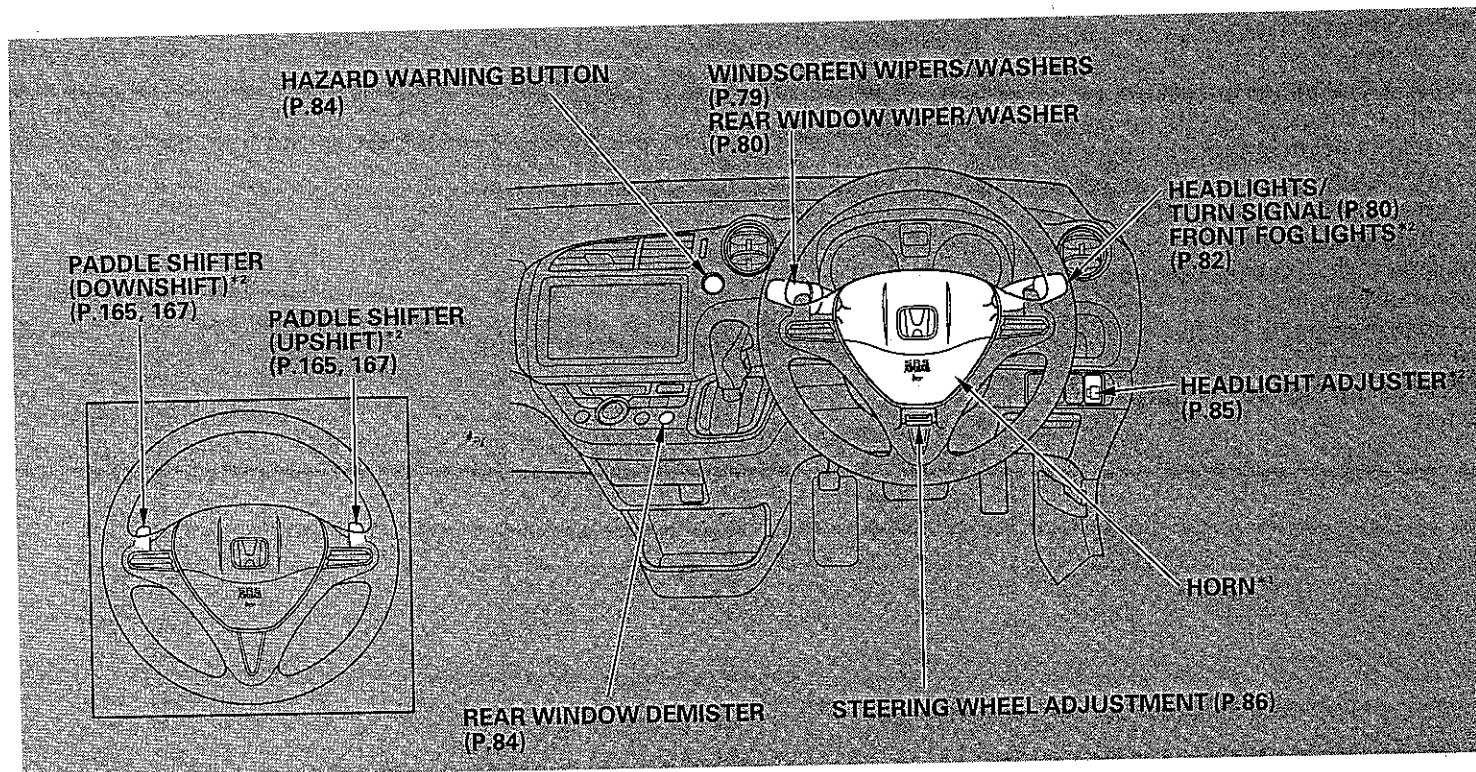 HAZARD WARNING BUTTON
(P.84)
WINDSCREEN WIPERS/WASHERS
(P.79)
REAR WINDOW WIPER/WASHER
(P.80)
HEADLIGHTS/
TURN SIGNAL (P.80)
FRONT FOG LIGHTS*2
(P.82)
PADDLE SHIFTER
(DOWNSHIFT)*2
(P.165, 167)
PADDLE SHIFTER
(UPSHIFT)*2
(P.165, 167)
HEADLIGHT ADJUSTER*2
(P.85)
HORN*1
STEERING WHEEL ADJUSTMENT (P.86)
REAR WINDOW DEMISTER
(P.84)